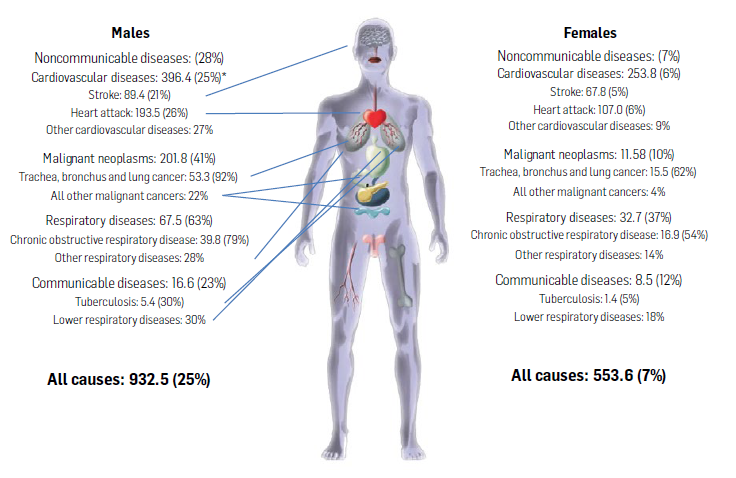 Males
Noncommunicable diseases: (28%)
Cardiovascular diseases: 396.4 (25%)*
Stroke: 89.4 (21%)
Heart attack: 193.5 (26%)
Other cardiovascular diseases: 27%
Malignant neoplasms: 201.8 (41%)
Trachea, bronchus and lung cancer: 53.3 (92%)
All other malignant cancers: 22%
Respiratory diseases: 67.5 (63%)
Chronic obstructive respiratory disease: 39.8 (79%)
Other respiratory diseases: 28%
Communicable diseases: 16.6 (23%)
Tuberculosis: 5.4 (30%)
Lower respiratory diseases: 30%
All causes: 932.5 (25%)
Females
Noncommunicable diseases: (7%)
Cardiovascular diseases: 253.8 (6%)
Stroke: 67.8 (5%)
Heart attack: 107.0 (6%)
Other cardiovascular diseases: 9%
Malignant neoplasms: 11.58 (10%)
Trachea, bronchus and lung cancer: 15.5 (62%)
All other malignant cancers: 4%
Respiratory diseases: 32.7 (37%)
Chronic obstructive respiratory disease: 16.9 (54%)
Other respiratory diseases: 14%
Communicable diseases: 8.5 (12%)
Tuberculosis: 1.4 (5%)
Lower respiratory diseases: 18%
All causes: 553.6 (7%)